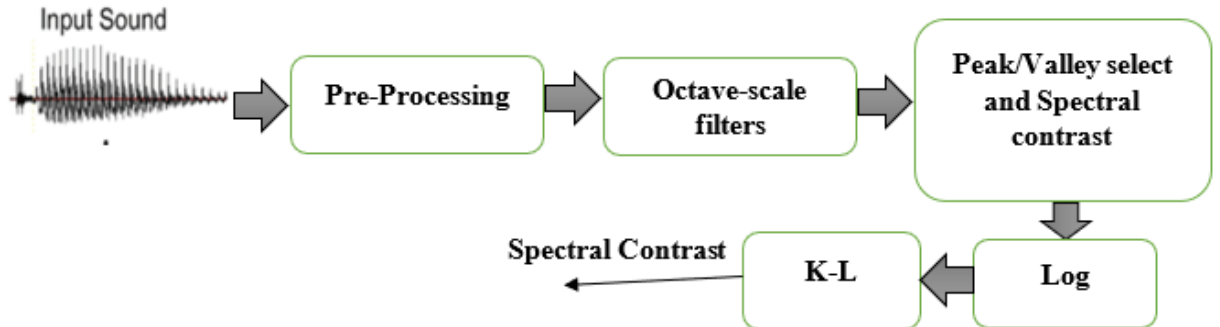 Input Sound
Pre-Processing
Octave-scale
filters
Peak/Valley select
and Spectral
contrast
Log
K-L
Spectral Contrast